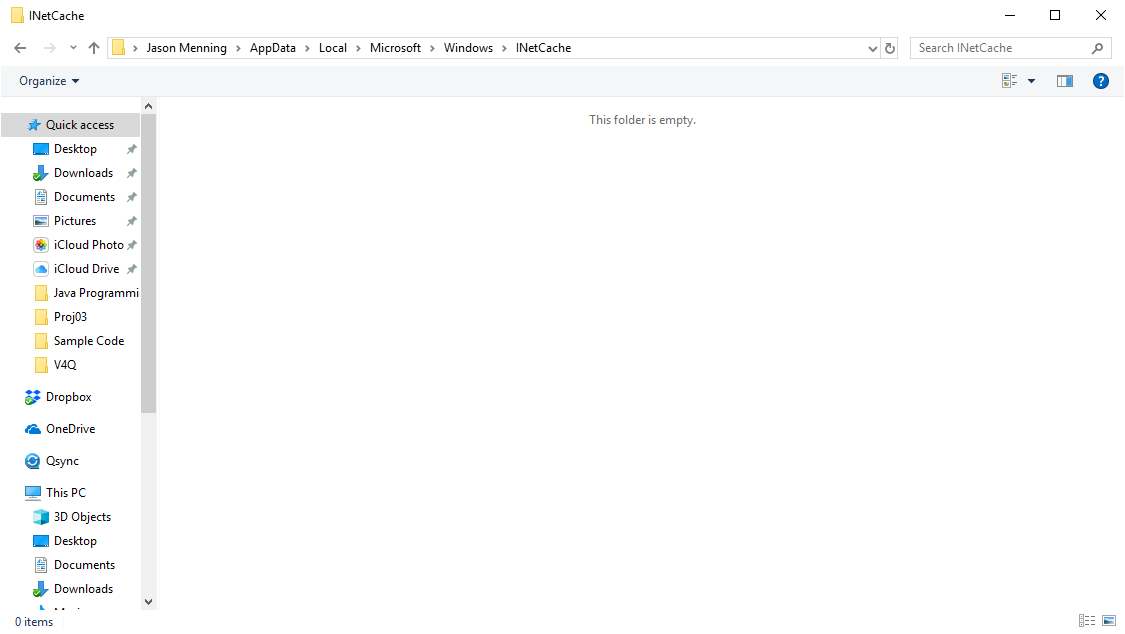 INetCache
Jason Menning > AppData > Local > Microsoft > Windows > INetCache
Search INetCache
Organize
?
This folder is empty.
Quick access
Desktop
Downloads
Documents
Pictures
iCloud Photo
iCloud Drive
Java Programmi
Proj03
Sample Code
V4Q
Dropbox
OneDrive
Qsync
This PC
3D Objects
Desktop
Documents
Downloads
0 items